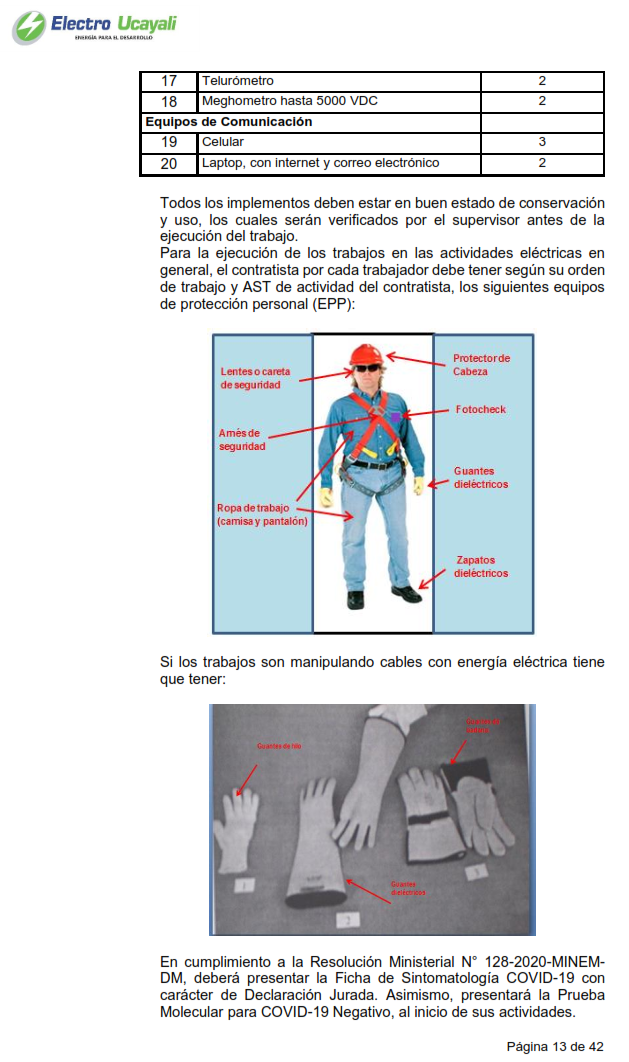 Electro Ucayali
ENERGÍA PARA EL DESARROLLO
17 Telurómetro 2
18 Meghometro hasta 5000 VDC 2
Equipos de Comunicación
19 Celular 3
20 Laptop, con internet y correo electrónico 2
Todos los implementos deben estar en buen estado de conservación
y uso, los cuales serán verificados por el supervisor antes de la
ejecución del trabajo.
Para la ejecución de los trabajos en las actividades eléctricas en
general, el contratista por cada trabajador debe tener según su orden
de trabajo y AST de actividad del contratista, los siguientes equipos
de protección personal (EPP):
Lentes o careta
de seguridad
Protector de
Cabeza
Fotocheck
Arnés de
seguridad
Guantes
dieléctricos
Ropa de trabajo
(camisa y pantalón)
Zapatos
dieléctricos
Si los trabajos son manipulando cables con energía eléctrica tiene
que tener:
Guantes de hilo
Guantes de
Guantes
dieléctricos
1
2
3
En cumplimiento a la Resolución Ministerial N° 128-2020-MINEM-
DM, deberá presentar la Ficha de Sintomatología COVID-19 con
carácter de Declaración Jurada. Asimismo, presentará la Prueba
Molecular para COVID-19 Negativo, al inicio de sus actividades.
Página 13 de 42